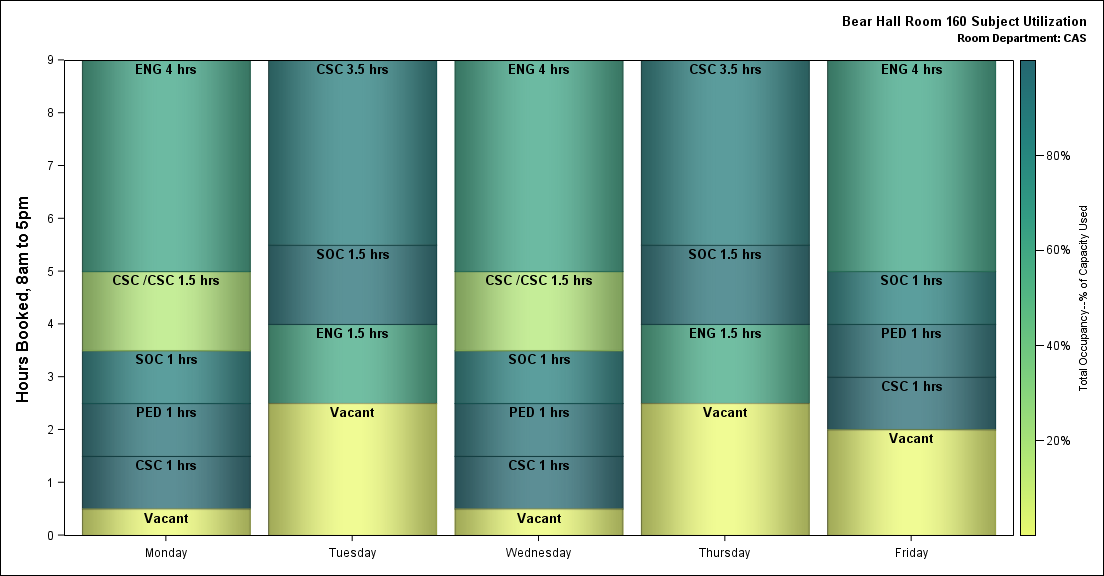 Bear Hall Room 160 Subject Utilization
Room Department: CAS
Hours Booked, 8am to 5pm
9
8
7
6
5
4
3
2
1
0
ENG 4 hrs
CSC /CSC 1.5 hrs
SOC 1 hrs
PED 1 hrs
CSC 1 hrs
Vacant
Monday
CSC 3.5 hrs
SOC 1.5 hrs
ENG 1.5 hrs
Vacant
Tuesday
ENG 4 hrs
CSC /CSC 1.5 hrs
SOC 1 hrs
PED 1 hrs
CSC 1 hrs
Vacant
Wednesday
CSC 3.5 hrs
SOC 1.5 hrs
ENG 1.5 hrs
Vacant
Thursday
ENG 4 hrs
SOC 1 hrs
PED 1 hrs
CSC 1 hrs
Vacant
Friday
80%
60%
40%
20%
Total Occupancy--% of Capacity Used